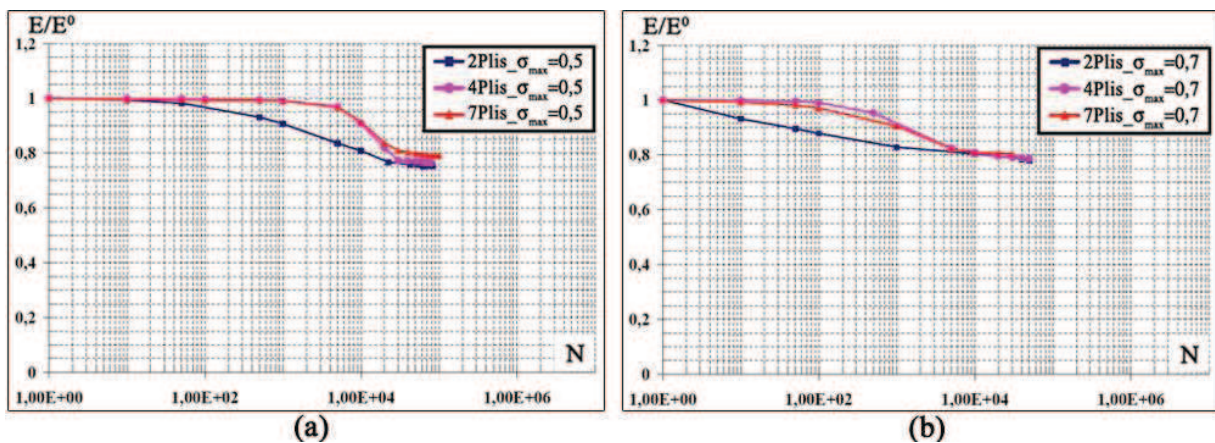 E/E⁰
1,2
1
0,8
0,6
0,4
0,2
0
1,00E+00 1,00E+02 1,00E+04 1,00E+06
N
2Plis_σmax=0,5
4Plis_σmax=0,5
7Plis_σmax=0,5
(a)
E/E⁰
1,2
1
0,8
0,6
0,4
0,2
0
1,00E+00 1,00E+02 1,00E+04 1,00E+06
N
2Plis_σmax=0,7
4Plis_σmax=0,7
7Plis_σmax=0,7
(b)